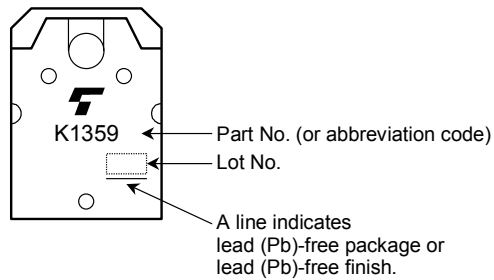 K1359
Part No. (or abbreviation code)
Lot No.
A line indicates
lead (Pb)-free package or
lead (Pb)-free finish.